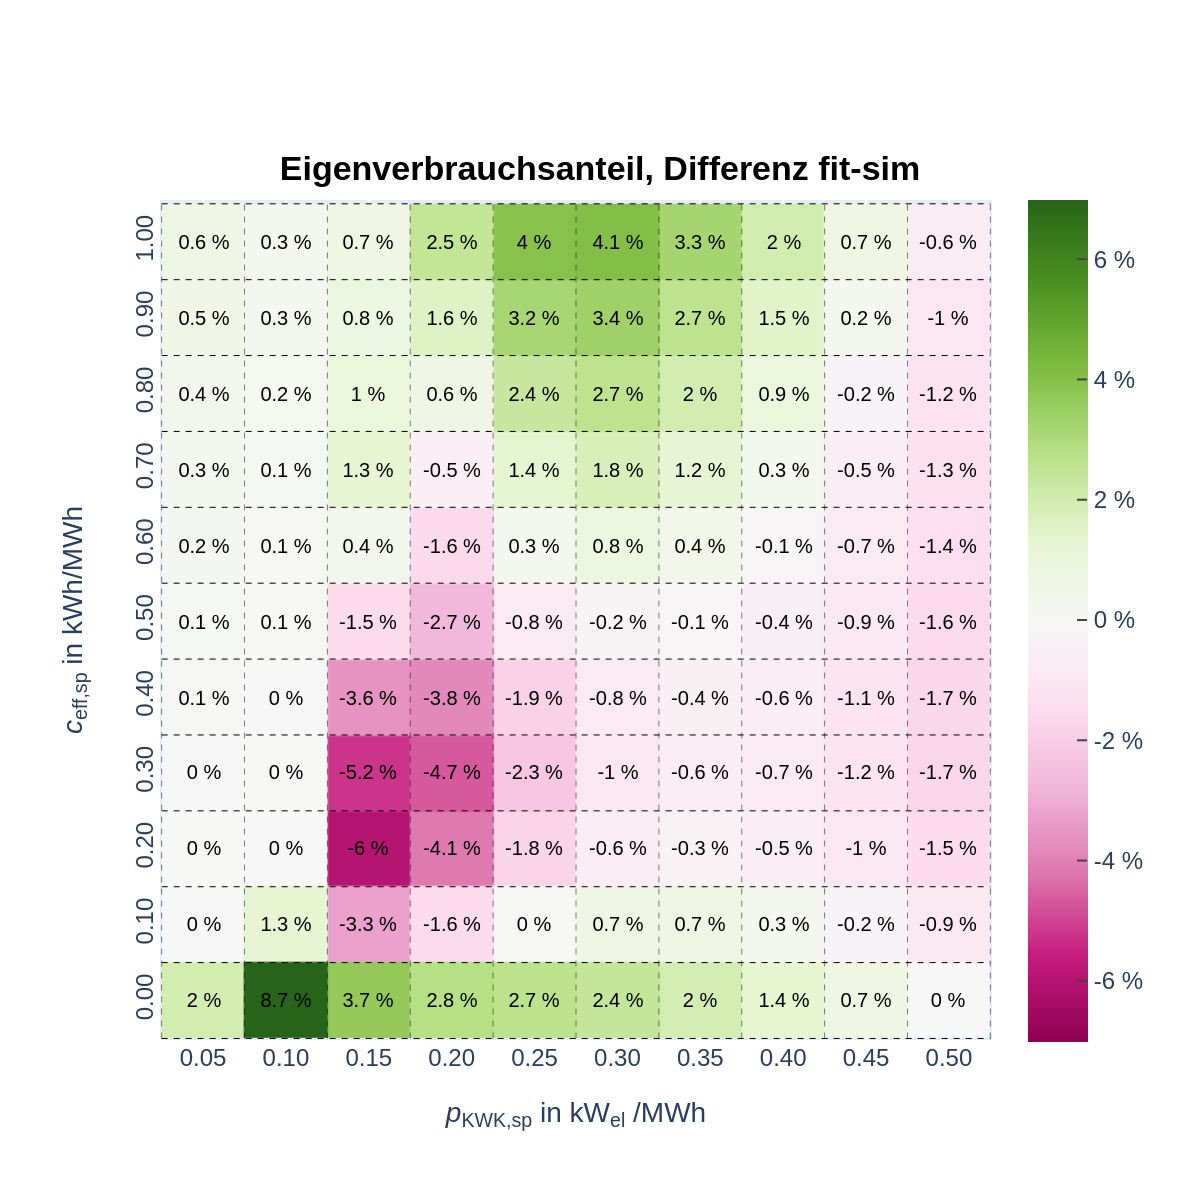 Eigenverbrauchsanteil, Differenz fit-sim
1.00 0.6 % 0.3 % 0.7 % 2.5 % 4 % 4.1 % 3.3 % 2 % 0.7 % -0.6 %
0.90 0.5 % 0.3 % 0.8 % 1.6 % 3.2 % 3.4 % 2.7 % 1.5 % 0.2 % -1 %
0.80 0.4 % 0.2 % 1 % 0.6 % 2.4 % 2.7 % 2 % 0.9 % -0.2 % -1.2 %
0.70 0.3 % 0.1 % 1.3 % -0.5 % 1.4 % 1.8 % 1.2 % 0.3 % -0.5 % -1.3 %
0.60 0.2 % 0.1 % 0.4 % -1.6 % 0.3 % 0.8 % 0.4 % -0.1 % -0.7 % -1.4 %
0.50 0.1 % 0.1 % -1.5 % -2.7 % -0.8 % -0.2 % -0.1 % -0.4 % -0.9 % -1.6 %
0.40 0.1 % 0 % -3.6 % -3.8 % -1.9 % -0.8 % -0.4 % -0.6 % -1.1 % -1.7 %
0.30 0 % 0 % -5.2 % -4.7 % -2.3 % -1 % -0.6 % -0.7 % -1.2 % -1.7 %
0.20 0 % 0 % -6 % -4.1 % -1.8 % -0.6 % -0.3 % -0.5 % -1 % -1.5 %
0.10 0 % 1.3 % -3.3 % -1.6 % 0 % 0.7 % 0.7 % 0.3 % -0.2 % -0.9 %
0.00 2 % 8.7 % 3.7 % 2.8 % 2.7 % 2.4 % 2 % 1.4 % 0.7 % 0 %
0.05 0.10 0.15 0.20 0.25 0.30 0.35 0.40 0.45 0.50
pKWK,sp in kWel /MWh
ceff,sp in kWh/MWh
6 %
4 %
2 %
0 %
-2 %
-4 %
-6 %